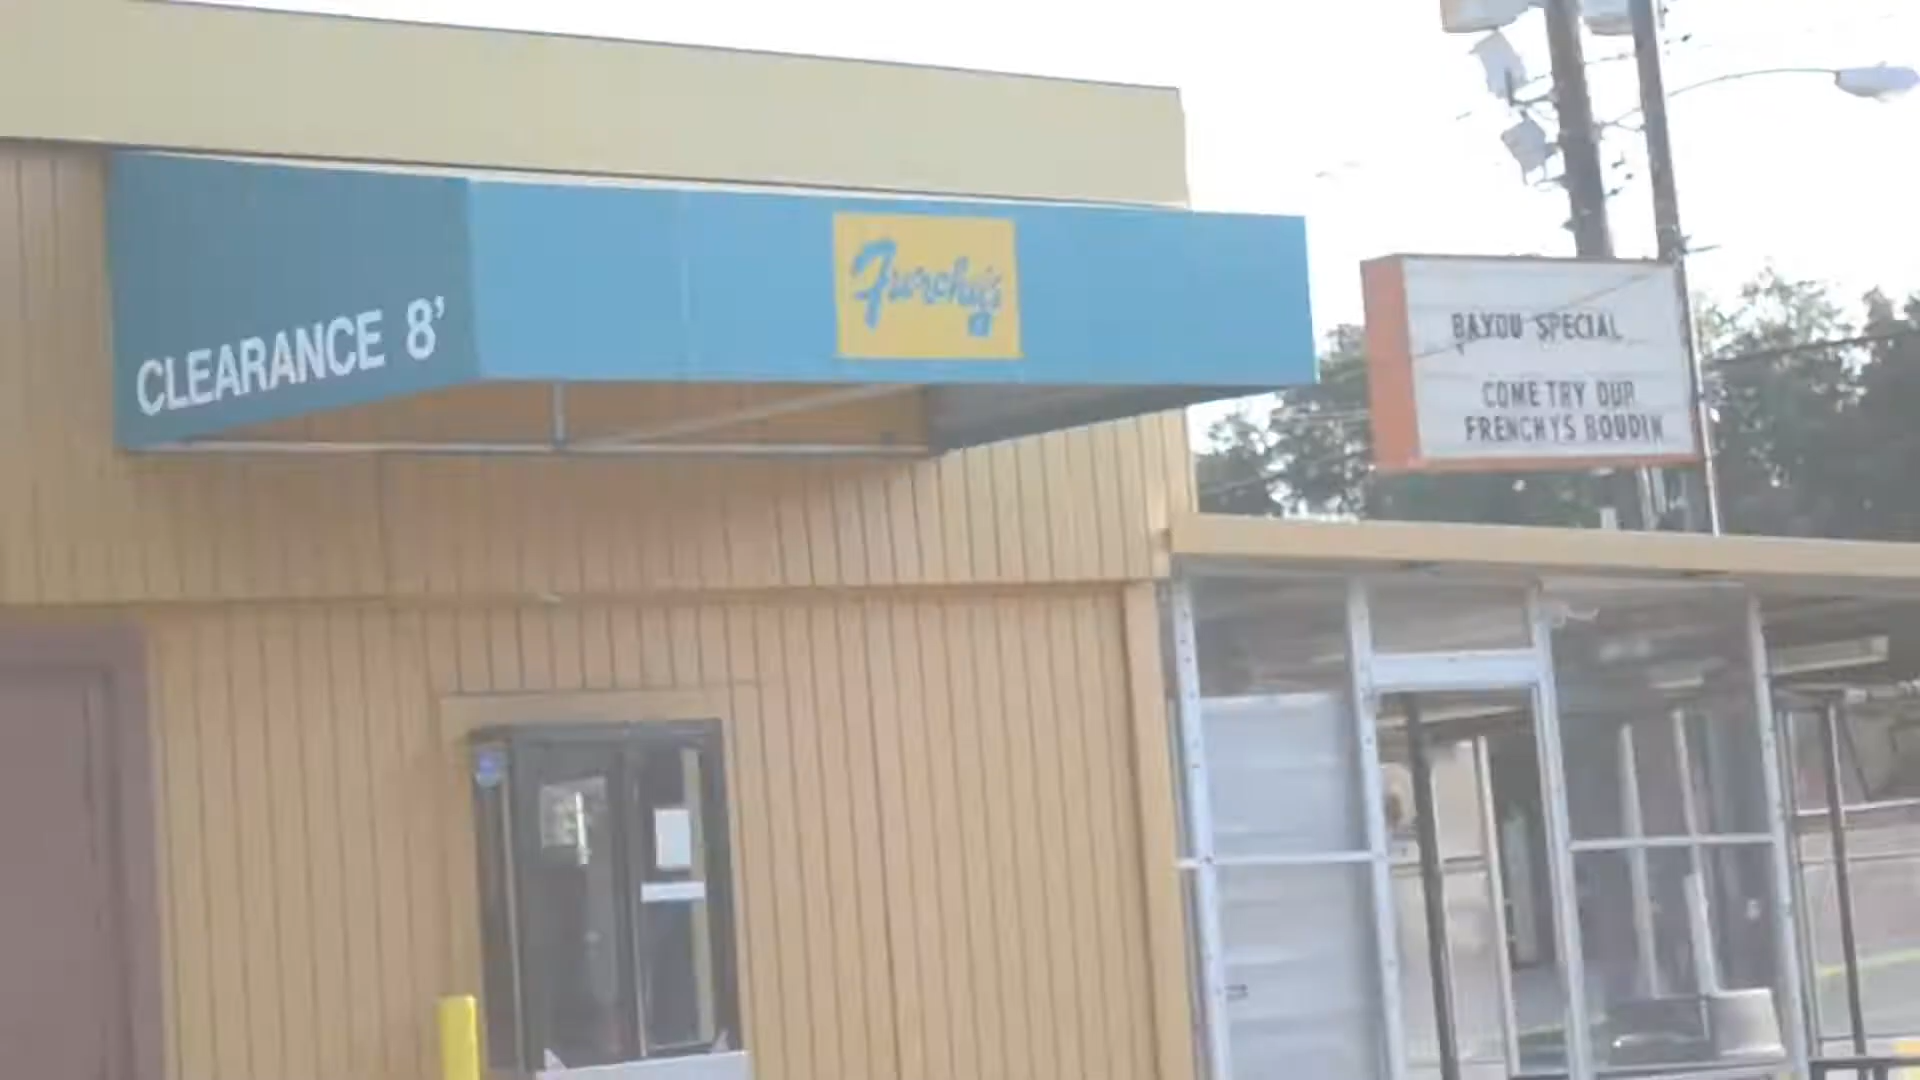 CLEARANCE 8'
Frenchy's
BAYOU SPECIAL
COME TRY OUR
FRENCHYS BOUDIN